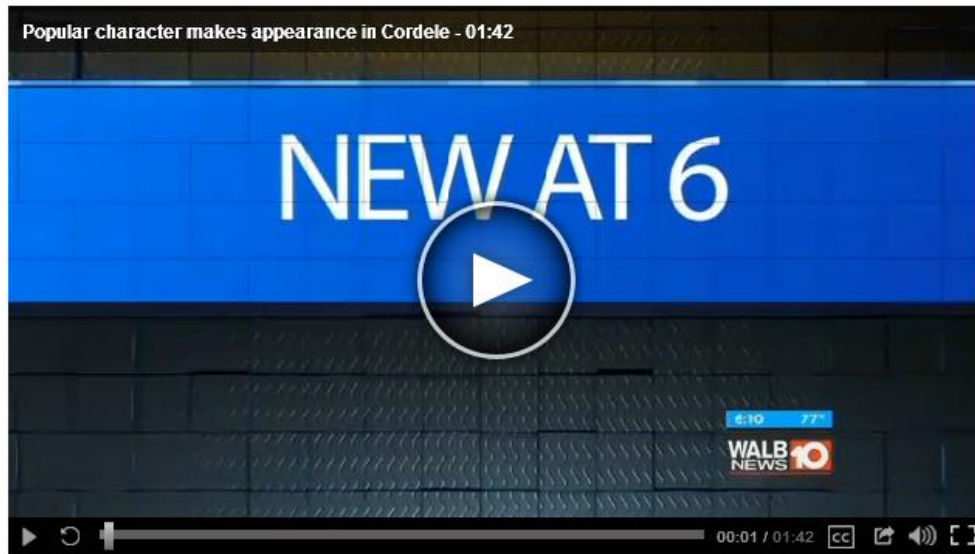 Popular character makes appearance in Cordele - 01:42
NEW AT 6
6:10 77°
WALB 10
NEWS
00:01 / 01:42 CC